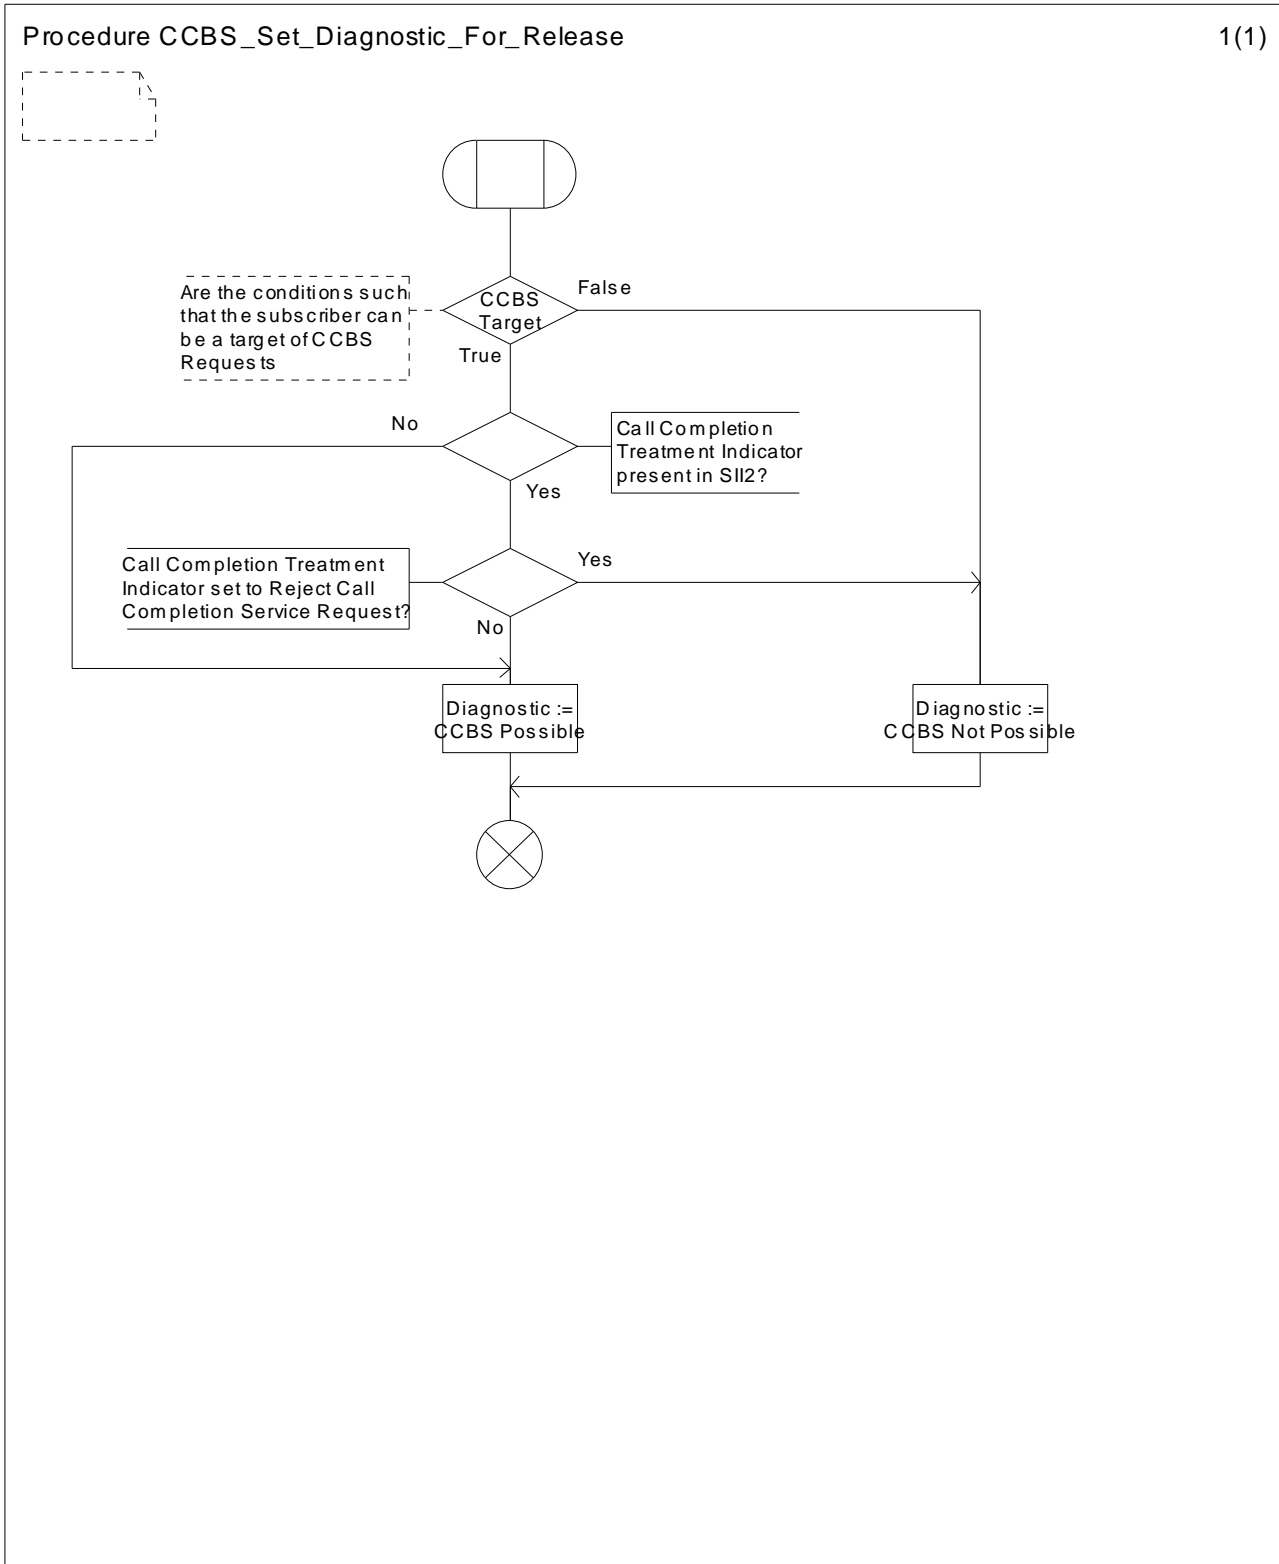 Procedure CCBS_Set_Diagnostic_For_Release
1(1)
Are the conditions such
that the subscriber can
be a target of CCBS
Requests
CCBS
Target
False
True
No
Call Completion
Treatment Indicator
present in SII2?
Yes
Call Completion Treatment
Indicator set to Reject Call
Completion Service Request?
Yes
No
Diagnostic :=
CCBS Possible
Diagnostic :=
CCBS Not Possible